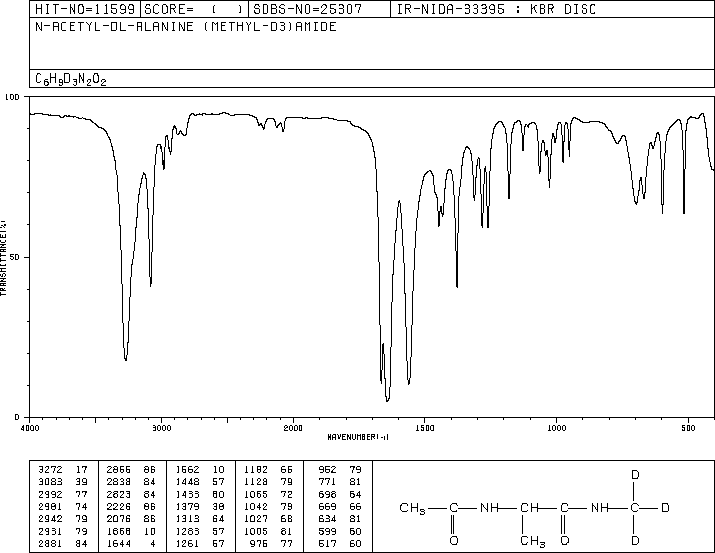 HIT-NO=11599 SCORE= ( ) SDBS-NO=25307 IR-NIDA-33395 : KBR DISC
N-ACETYL-DL-ALANINE (METHYL-D3)AMIDE
C6H9D3N2O2
100
50
0
TRANSMITTANCE(%)
4000 3000 2000 1500 1000 500
WAVENUMBER(-1)
3272 17 2866 86 1662 10 1182 66 962 79
3083 39 2838 84 1448 57 1128 79 771 81
2992 77 2823 84 1433 60 1065 72 698 64
2981 74 2226 86 1379 38 1042 79 669 66
2942 79 2076 86 1313 64 1027 68 634 81
2931 79 1668 10 1283 57 1005 81 599 60
2881 84 1644 4 1261 57 976 77 517 60
D
CH3 C NH CH C NH C D
O CH3 O D